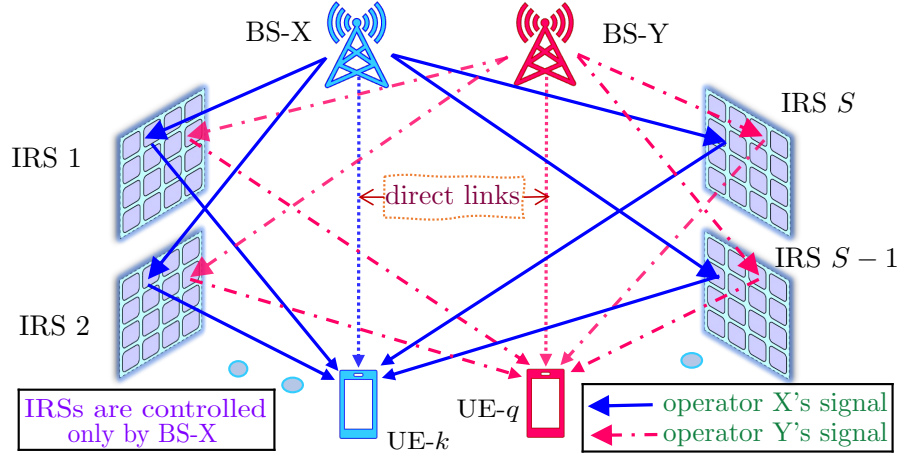 BS-X
BS-Y
IRS 1
IRS S
direct links
IRS 2
IRS S − 1
IRSs are controlled
only by BS-X
UE-k
UE-q
operator X's signal
operator Y's signal